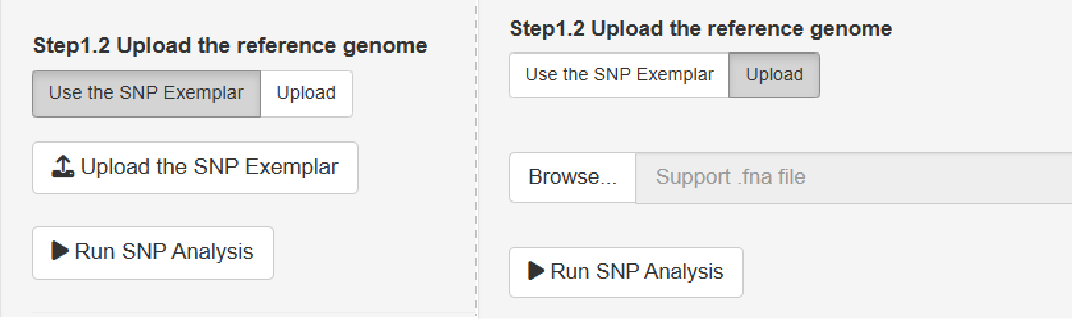 Step1.2 Upload the reference genome
Use the SNP Exemplar Upload
Upload the SNP Exemplar
Run SNP Analysis
Step1.2 Upload the reference genome
Use the SNP Exemplar Upload
Browse... Support .fna file
Run SNP Analysis